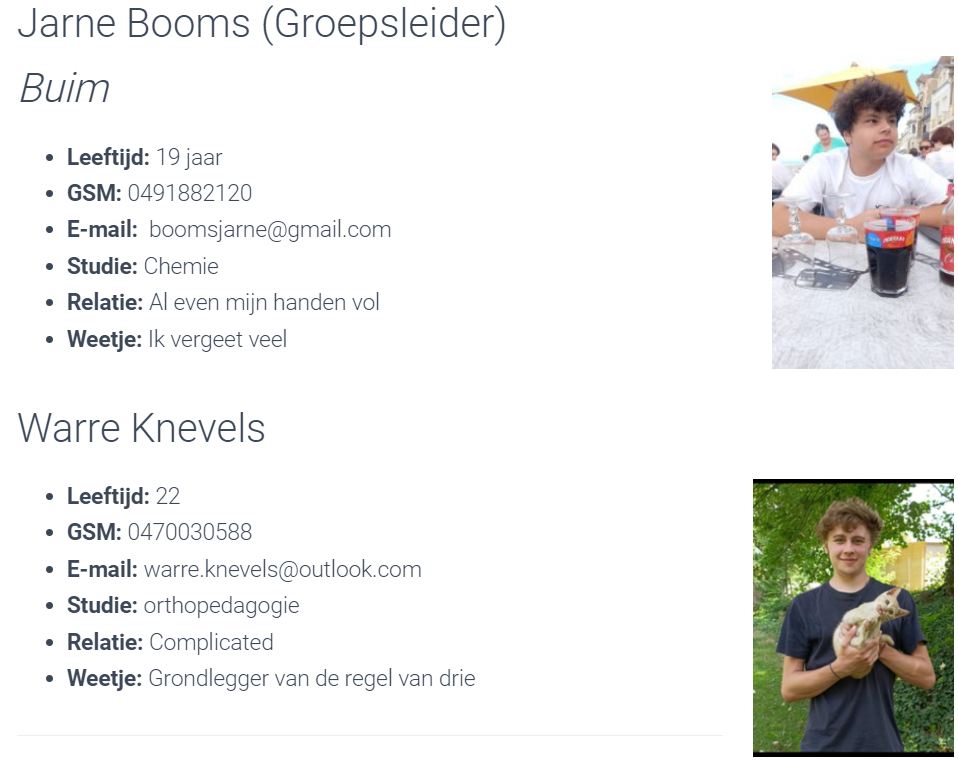 Jarne Booms (Groepsleider)
Buim
Leeftijd: 19 jaar
GSM: 0491882120
E-mail: boomsjarne@gmail.com
Studie: Chemie
Relatie: Al even mijn handen vol
Weetje: Ik vergeet veel
Warre Knevels
Leeftijd: 22
GSM: 0470030588
E-mail: warre.knevels@outlook.com
Studie: orthopedagogie
Relatie: Complicated
Weetje: Grondlegger van de regel van drie